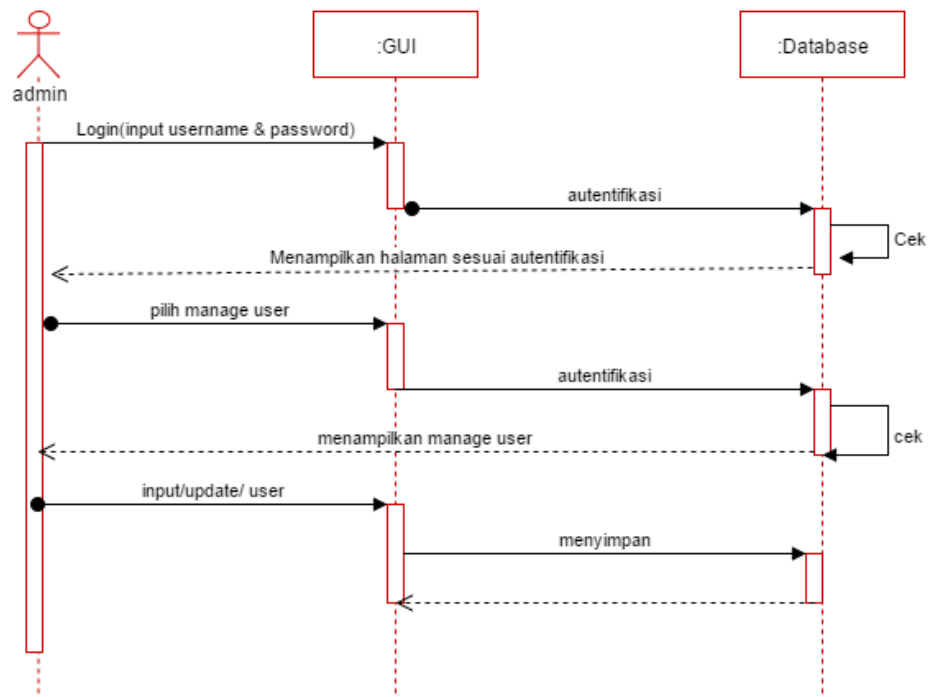 :GUI
:Database
admin
Login(input username & password)
autentifikasi
Cek
Menampilkan halaman sesuai autentifikasi
pilih manage user
autentifikasi
cek
menampilkan manage user
input/update/ user
menyimpan